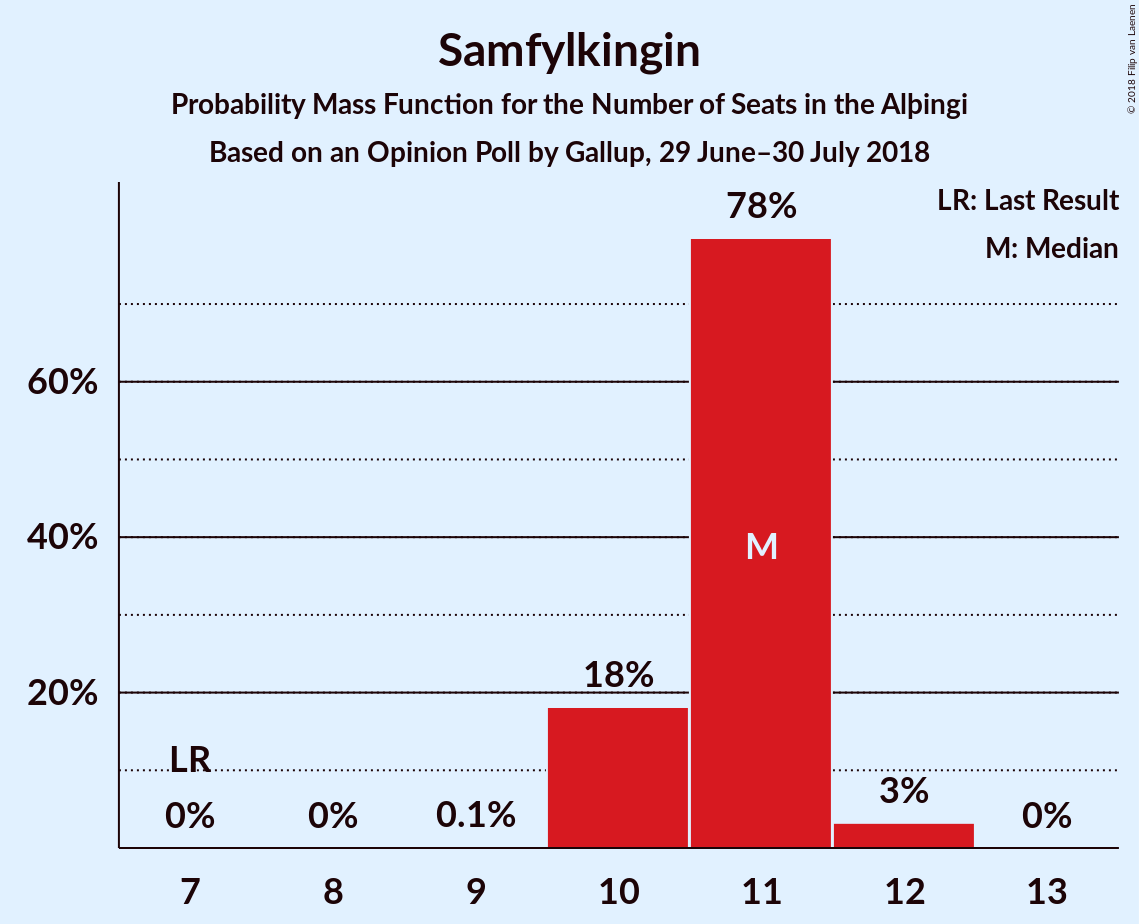 Samfylkingin
Probability Mass Function for the Number of Seats in the Alþingi
Based on an Opinion Poll by Gallup, 29 June–30 July 2018
© 2018 Filip van Laenen
LR: Last Result
M: Median
78%
60%
40%
M
18%
20%
LR
3%
0%
0%
0.1%
0%
7
8
9
10
11
12
13